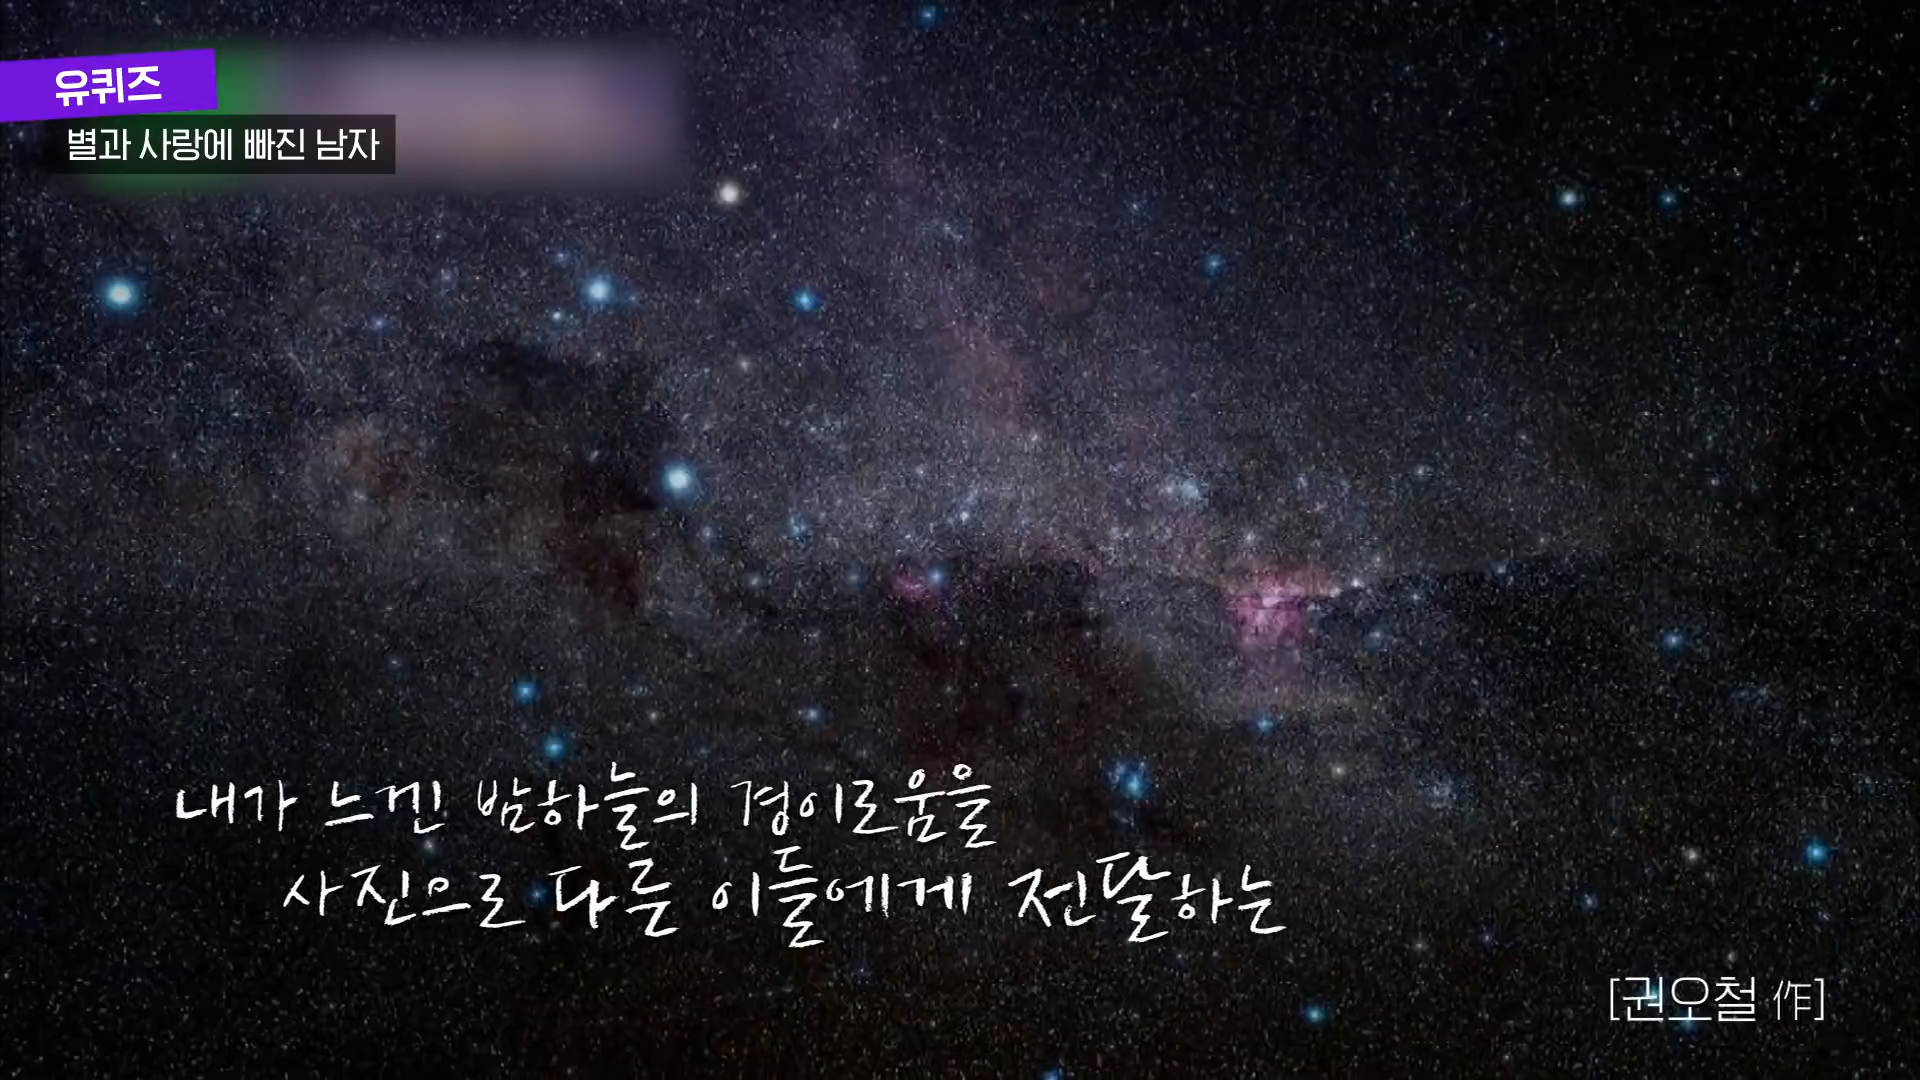 유퀴즈
별과 사랑에 빠진 남자
내가 느낀 밤하늘의 경이로움을
사진으로 다룬 이들에게 전달하는
[권오철 作]